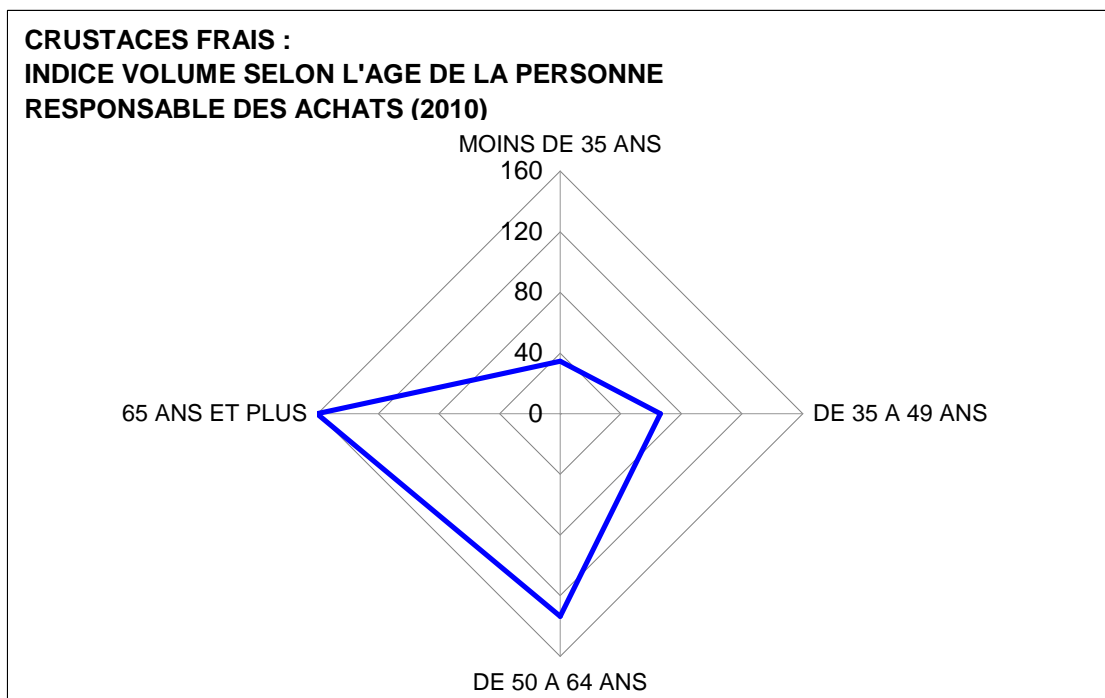 CRUSTACES FRAIS :
INDICE VOLUME SELON L'AGE DE LA PERSONNE
RESPONSABLE DES ACHATS (2010)
MOINS DE 35 ANS
160
120
80
40
65 ANS ET PLUS
0
DE 35 A 49 ANS
DE 50 A 64 ANS